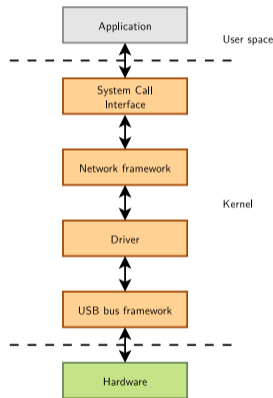 Application
User space
System Call
Interface
Network framework
Kernel
Driver
USB bus framework
Hardware